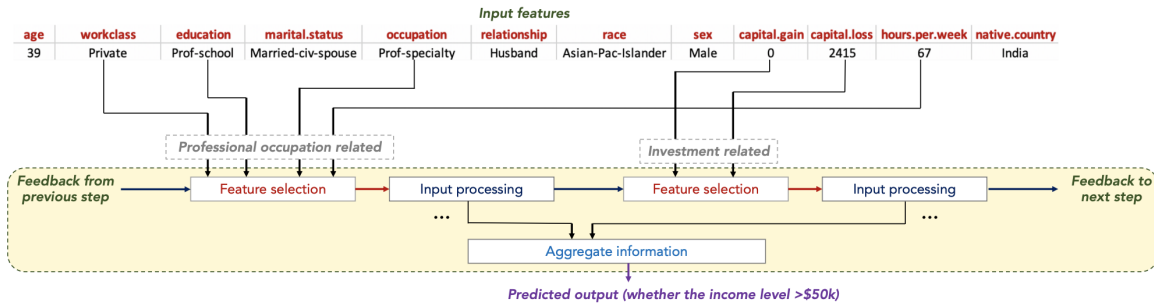 Input features
age workclass education marital.status occupation relationship race sex capital.gain capital.loss hours.per.week native.country
39 Private Prof-school Married-civ-spouse Prof-specialty Husband Asian-Pac-Islander Male 0 2415 67 India
Professional occupation related Investment related
Feedback from
previous step
Feature selection Input processing Feature selection Input processing
Feedback to
next step
... ...
Aggregate information
Predicted output (whether the income level >$50k)